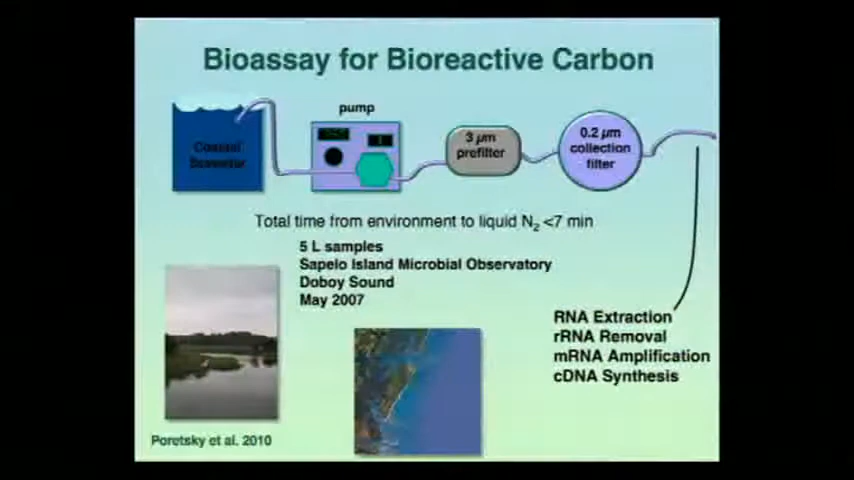 Bioassay for Bioreactive Carbon
pump
Coastal
Seawater
3 µm
prefilter
0.2 µm
collection
filter
Total time from environment to liquid N₂ <7 min
5 L samples
Sapelo Island Microbial Observatory
Doboy Sound
May 2007
RNA Extraction
rRNA Removal
mRNA Amplification
cDNA Synthesis
Poretsky et al. 2010